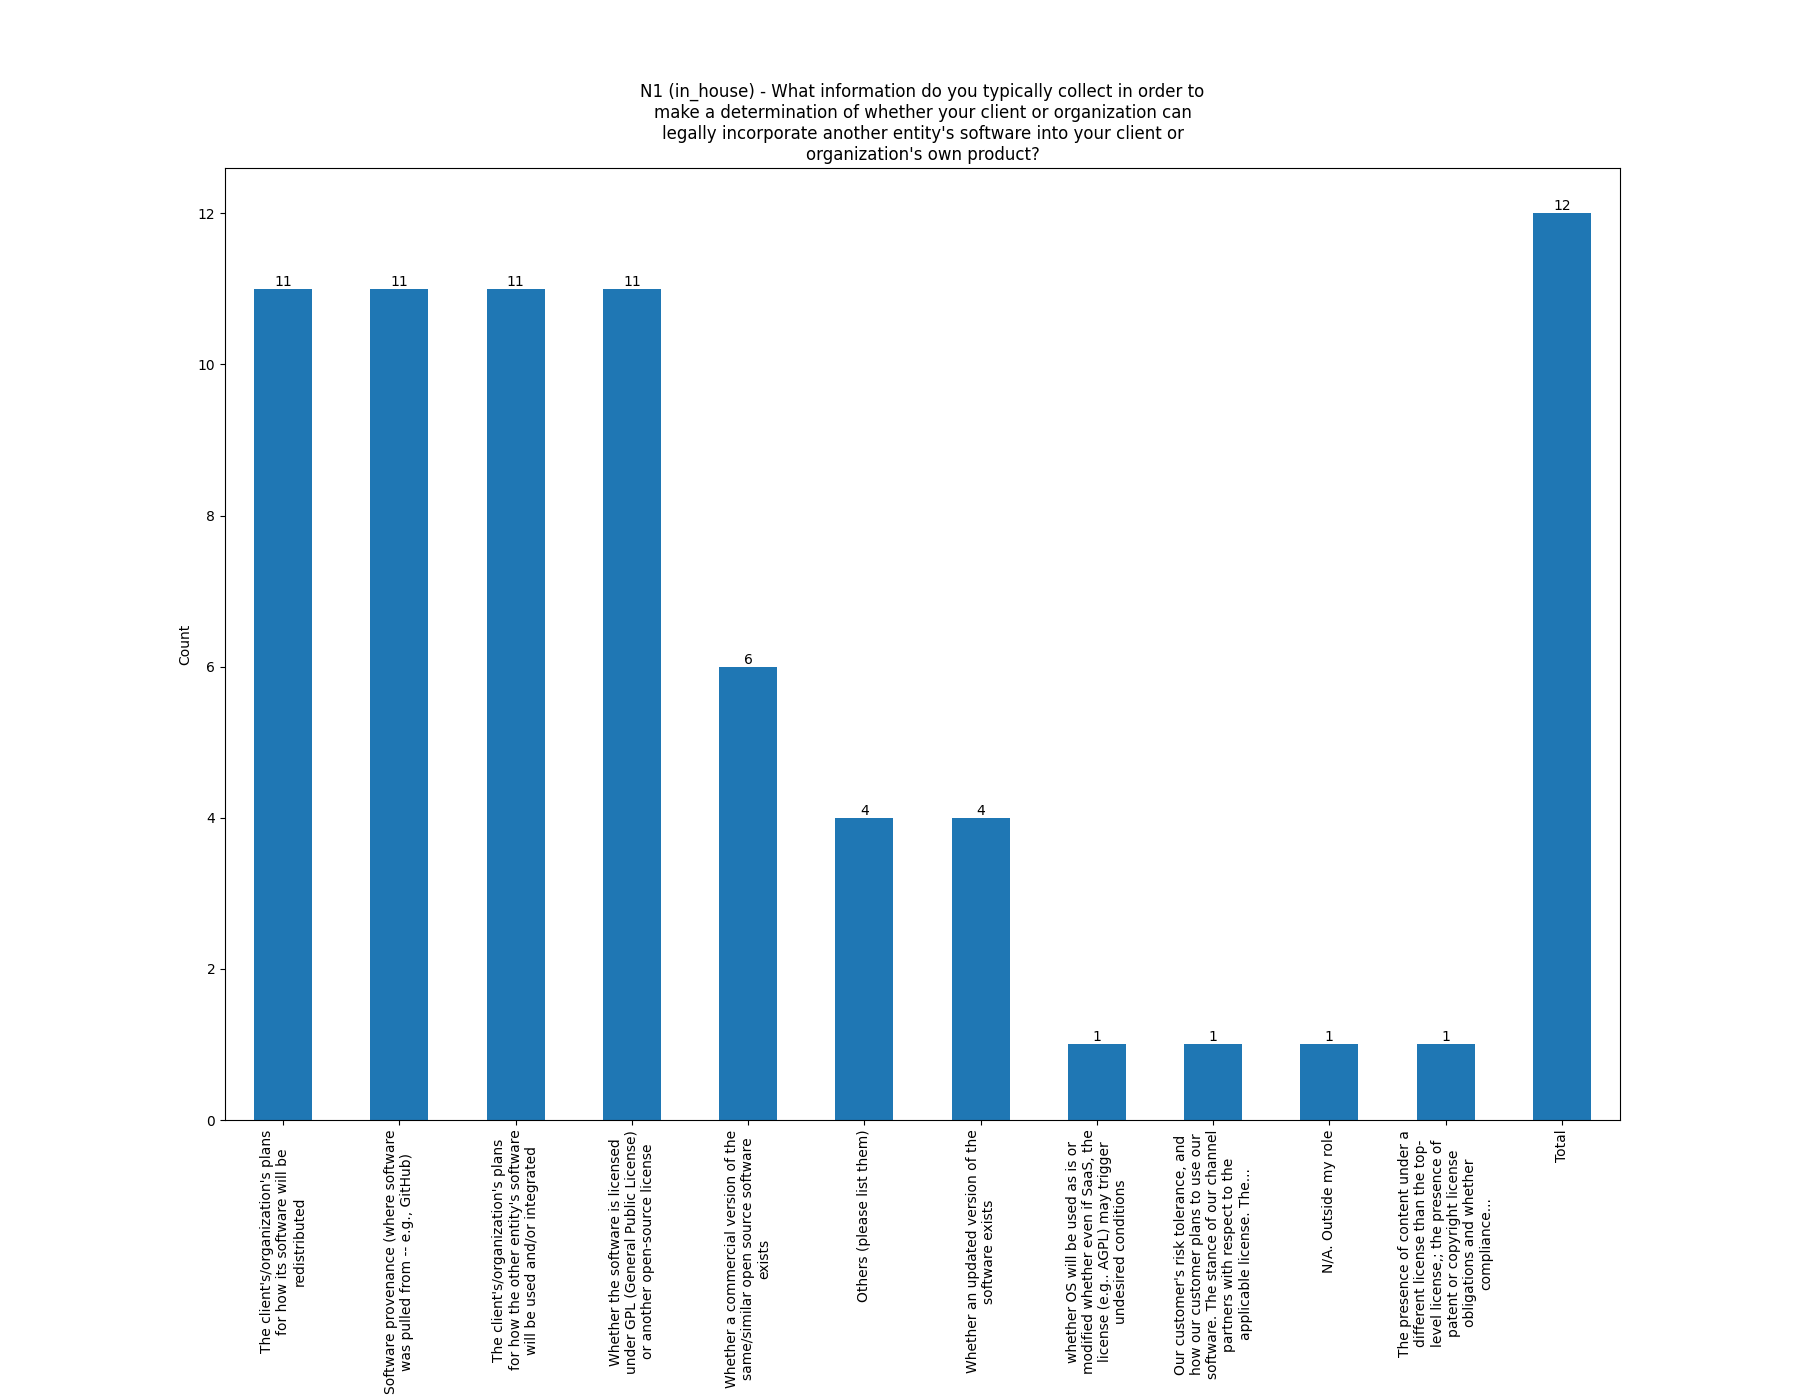 N1 (in_house) - What information do you typically collect in order to
make a determination of whether your client or organization can
legally incorporate another entity's software into your client or
organization's own product?
12
10
8
6
4
2
0
Count
11
11
11
11
6
4
4
1
1
1
1
12
The client's/organization's plans
for how its software will be
redistributed
Software provenance (where software
was pulled from -- e.g., GitHub)
The client's/organization's plans
for how the other entity's software
will be used and/or integrated
Whether the software is licensed
under GPL (General Public License)
or another open-source license
Whether a commercial version of the
same/similar open source software
exists
Others (please list them)
Whether an updated version of the
software exists
whether OS will be used as is or
modified whether even if SaaS, the
license (e.g.. AGPL) may trigger
undesired conditions
Our customer's risk tolerance, and
how our customer plans to use our
software. The stance of our channel
partners with respect to the
applicable license. The...
N/A. Outside my role
The presence of content under a
different license than the top-
level license,; the presence of
patent or copyright license
obligations and whether
compliance...
Total